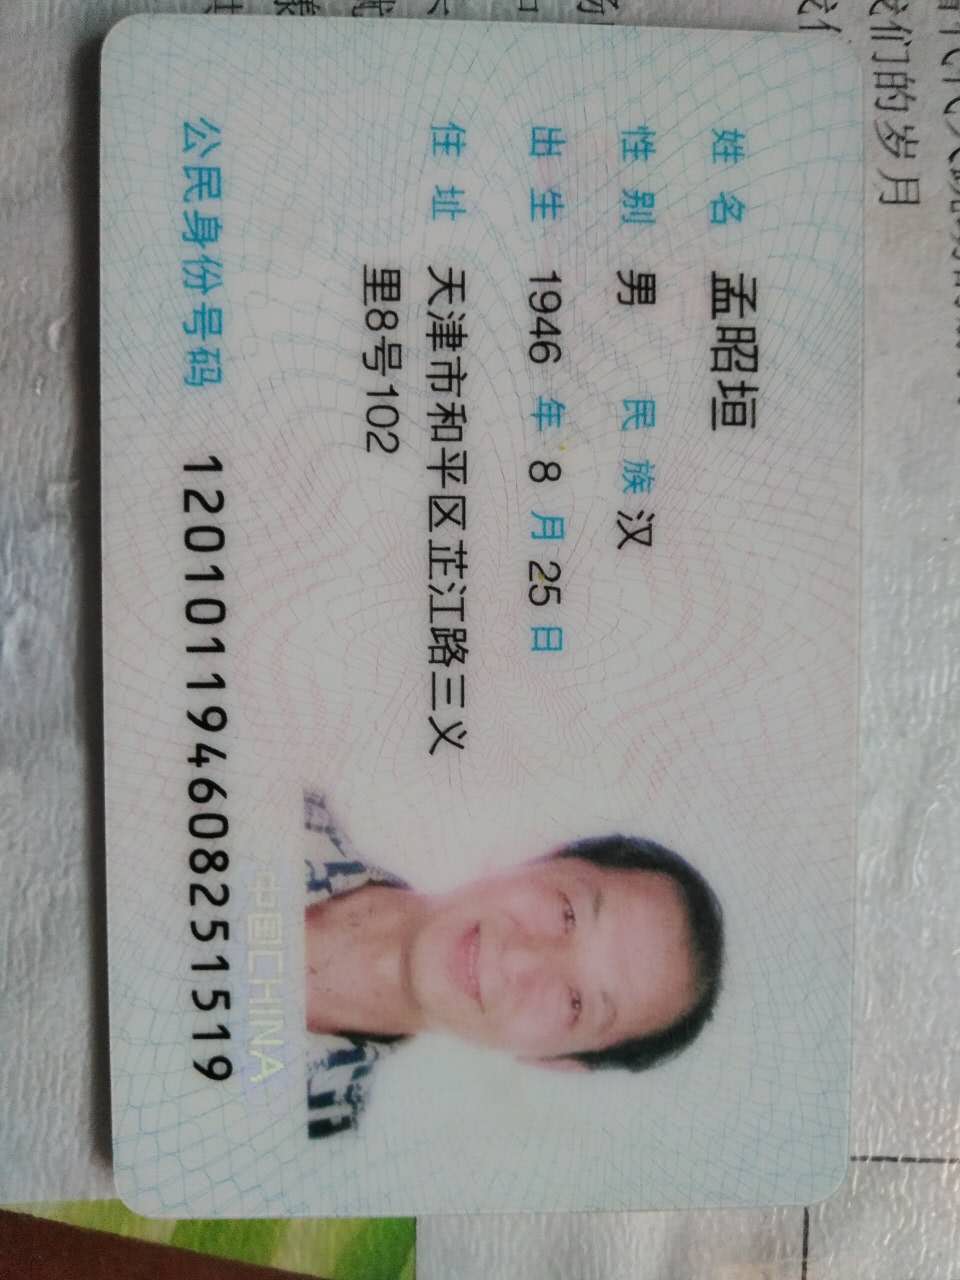 我们的岁月
姓名 孟昭垣
性别 男 民族 汉
出生 1946 年 8 月 25 日
住址 天津市和平区芷江路三义
里8号102
公民身份号码 120101194608251519
中国CHINA